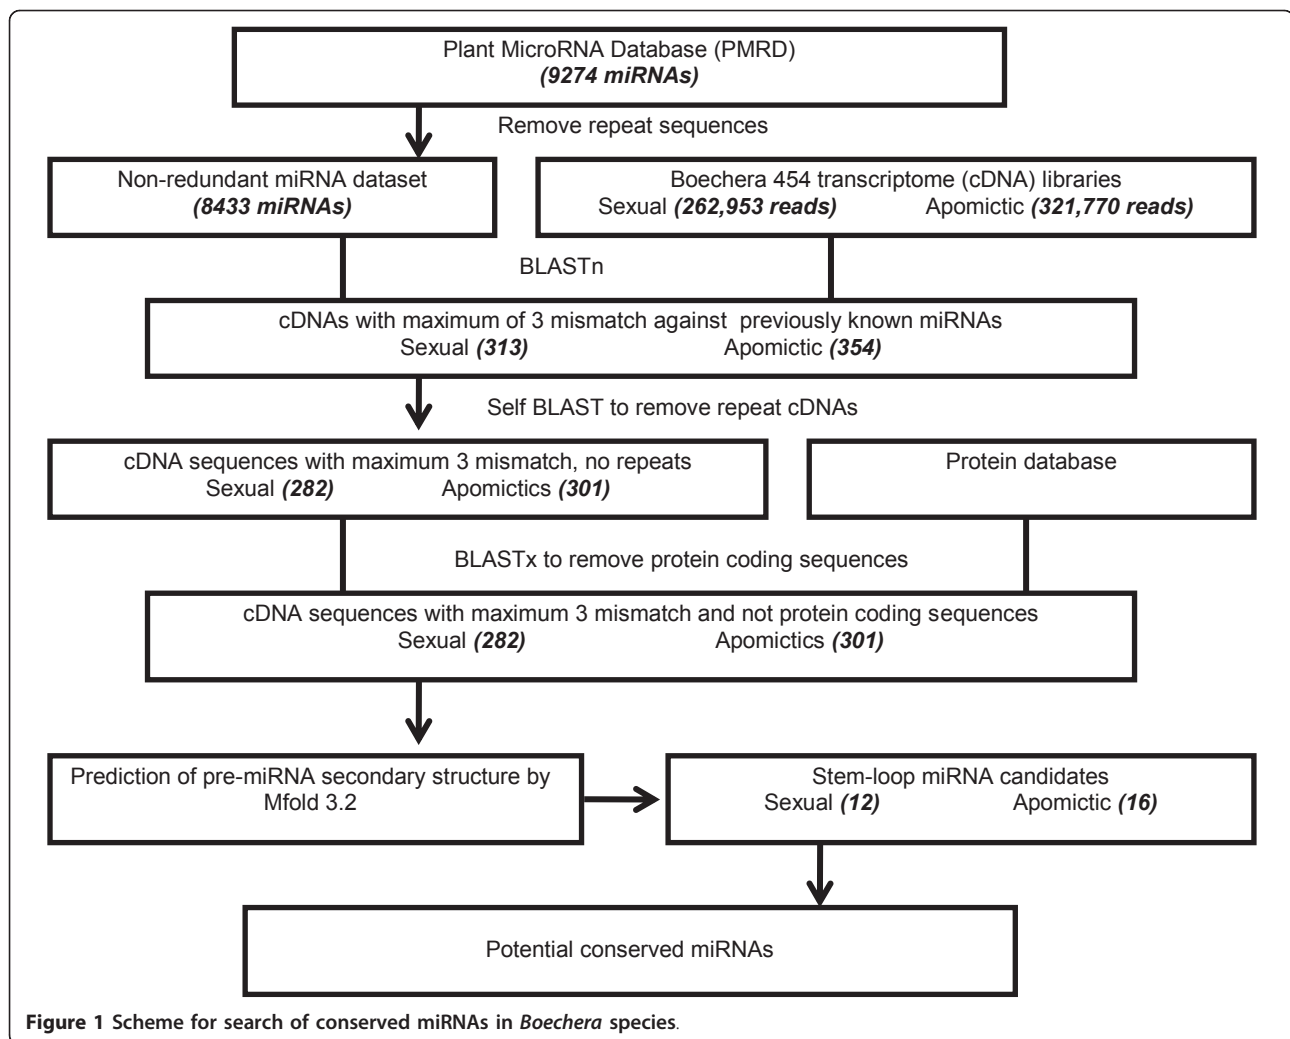 Plant MicroRNA Database (PMRD)
(9274 miRNAs)
Remove repeat sequences
Non-redundant miRNA dataset
(8433 miRNAs)
Boechera 454 transcriptome (cDNA) libraries
Sexual (262,953 reads) Apomictic (321,770 reads)
BLASTn
cDNAs with maximum of 3 mismatch against previously known miRNAs
Sexual (313) Apomictic (354)
Self BLAST to remove repeat cDNAs
cDNA sequences with maximum 3 mismatch, no repeats
Sexual (282) Apomictics (301)
Protein database
BLASTx to remove protein coding sequences
cDNA sequences with maximum 3 mismatch and not protein coding sequences
Sexual (282) Apomictics (301)
Prediction of pre-miRNA secondary structure by
Mfold 3.2
Stem-loop miRNA candidates
Sexual (12) Apomictic (16)
Potential conserved miRNAs
Figure 1 Scheme for search of conserved miRNAs in Boechera species.